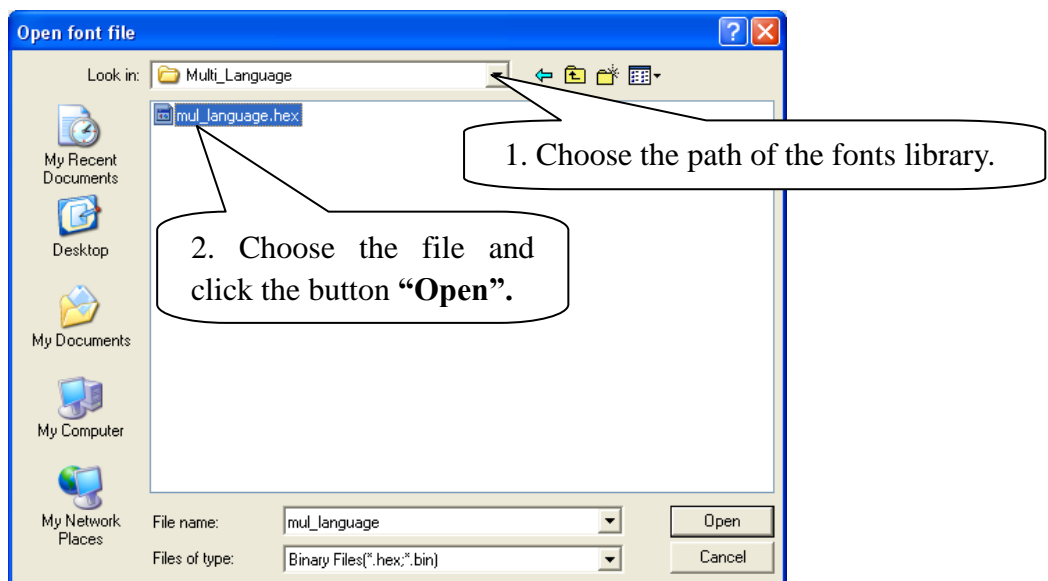 Open font file
Look in:
Multi_Language
mul_language.hex
1. Choose the path of the fonts library.
My Recent
Documents
2. Choose the file and
click the button “Open”.
Desktop
My Documents
My Computer
My Network
Places
File name:
mul_language
Open
Files of type:
Binary Files(*.hex;*.bin)
Cancel